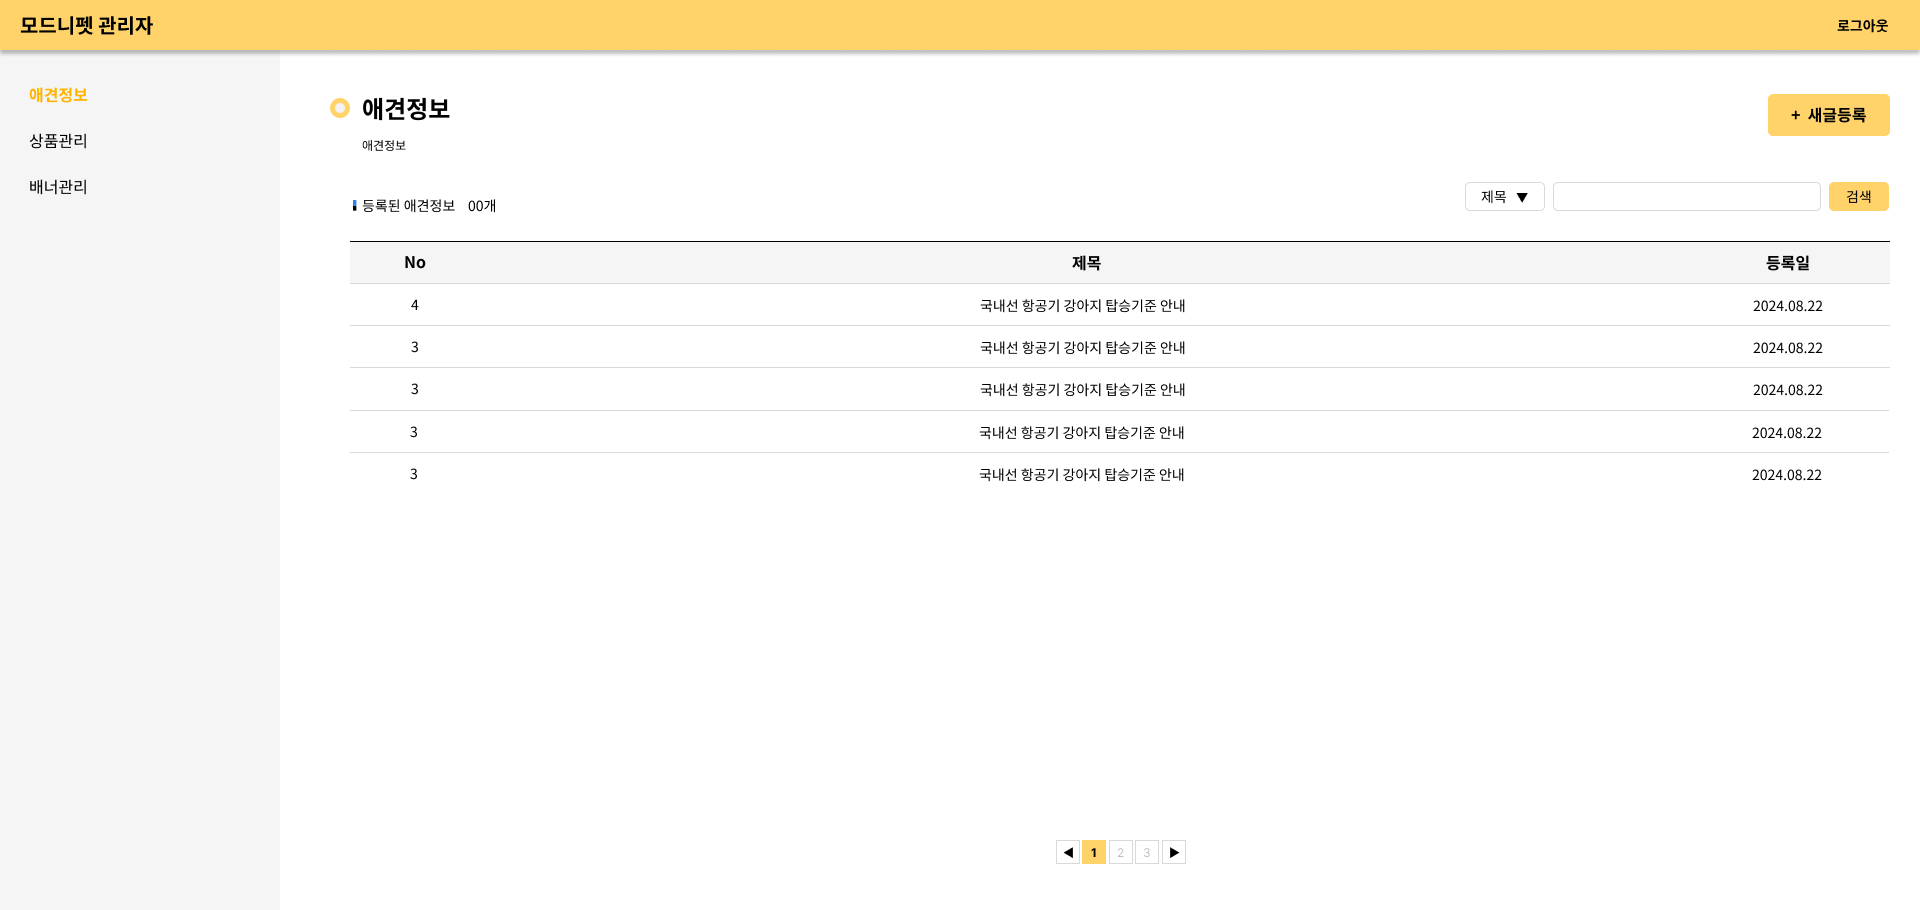 모드니펫 관리자
로그아웃
애견정보
상품관리
배너관리
애견정보
애견정보
+ 새글등록
등록된 애견정보 00개
제목 ▼
검색
No 제목 등록일
4 국내선 항공기 강아지 탑승기준 안내 2024.08.22
3 국내선 항공기 강아지 탑승기준 안내 2024.08.22
3 국내선 항공기 강아지 탑승기준 안내 2024.08.22
3 국내선 항공기 강아지 탑승기준 안내 2024.08.22
3 국내선 항공기 강아지 탑승기준 안내 2024.08.22
◀ 1 2 3 ▶